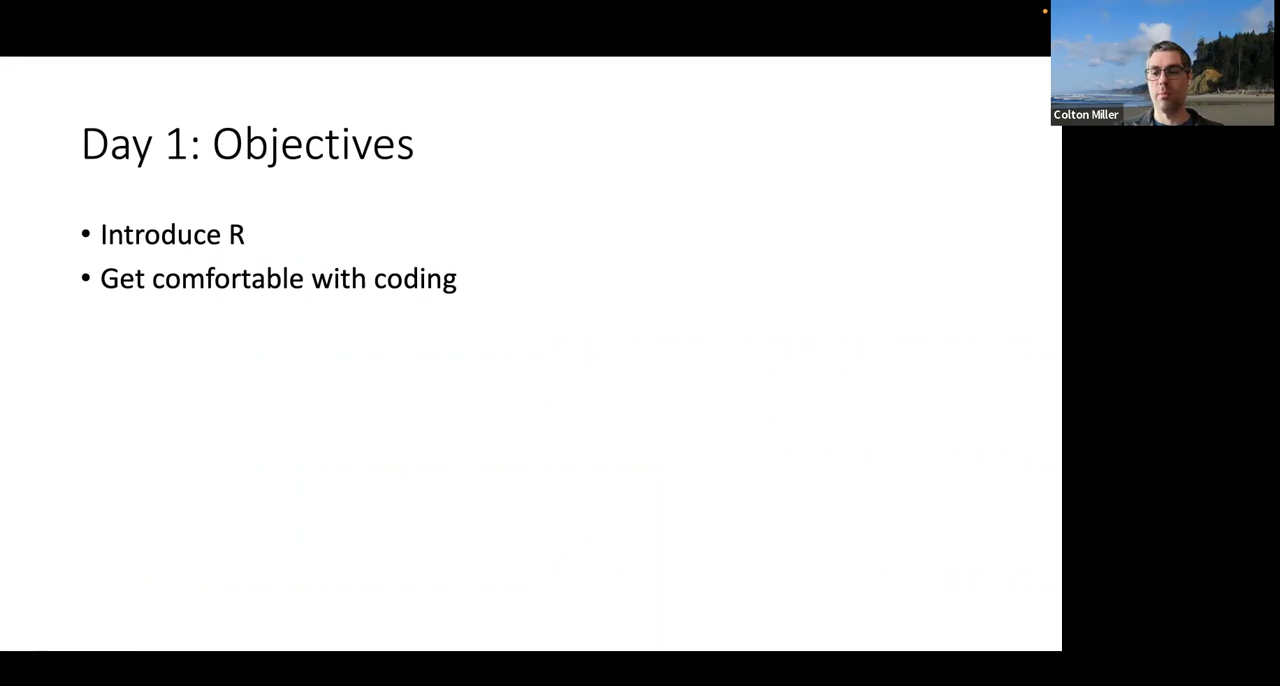 Day 1: Objectives
• Introduce R
• Get comfortable with coding
Colton Miller